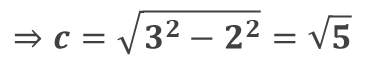 ⇒ c = √(3² − 2²) = √5